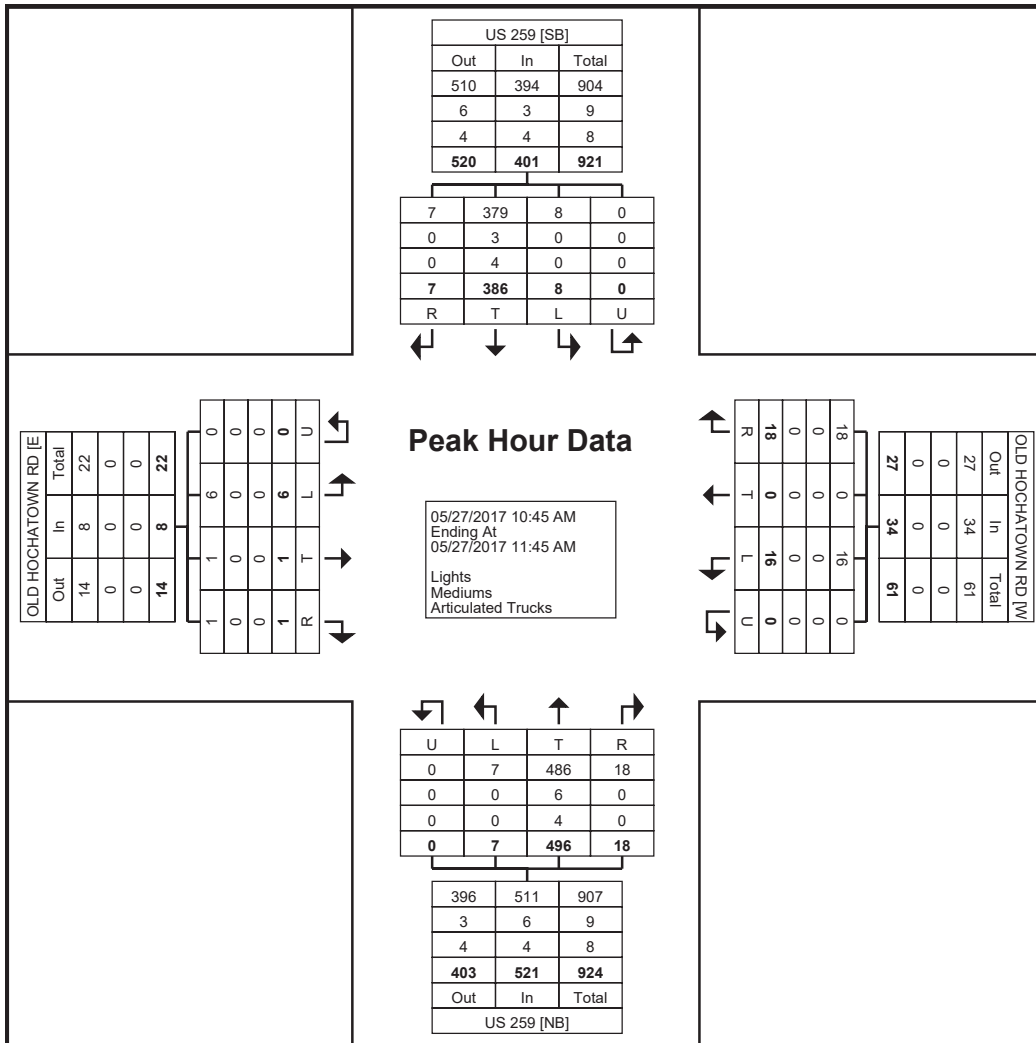 US 259 [SB]
Out In Total
510 394 904
6 3 9
4 4 8
520 401 921
7 379 8 0
0 3 0 0
0 4 0 0
7 386 8 0
R T L U
OLD HOCHATOWN RD [E
Total 22 0 0 22
In 8 0 0 8
Out 14 0 0 14
0 0 0 0 U
6 0 0 6 L
1 0 0 1 T
1 0 0 1 R
Peak Hour Data
05/27/2017 10:45 AM
Ending At
05/27/2017 11:45 AM
Lights
Mediums
Articulated Trucks
R 18 0 0 18
T 0 0 0 0
L 16 0 0 16
U 0 0 0 0
27 0 0 27 Out
34 0 0 34 In
61 0 0 61 Total
OLD HOCHATOWN RD [W
U L T R
0 7 486 18
0 0 6 0
0 0 4 0
0 7 496 18
396 511 907
3 6 9
4 4 8
403 521 924
Out In Total
US 259 [NB]